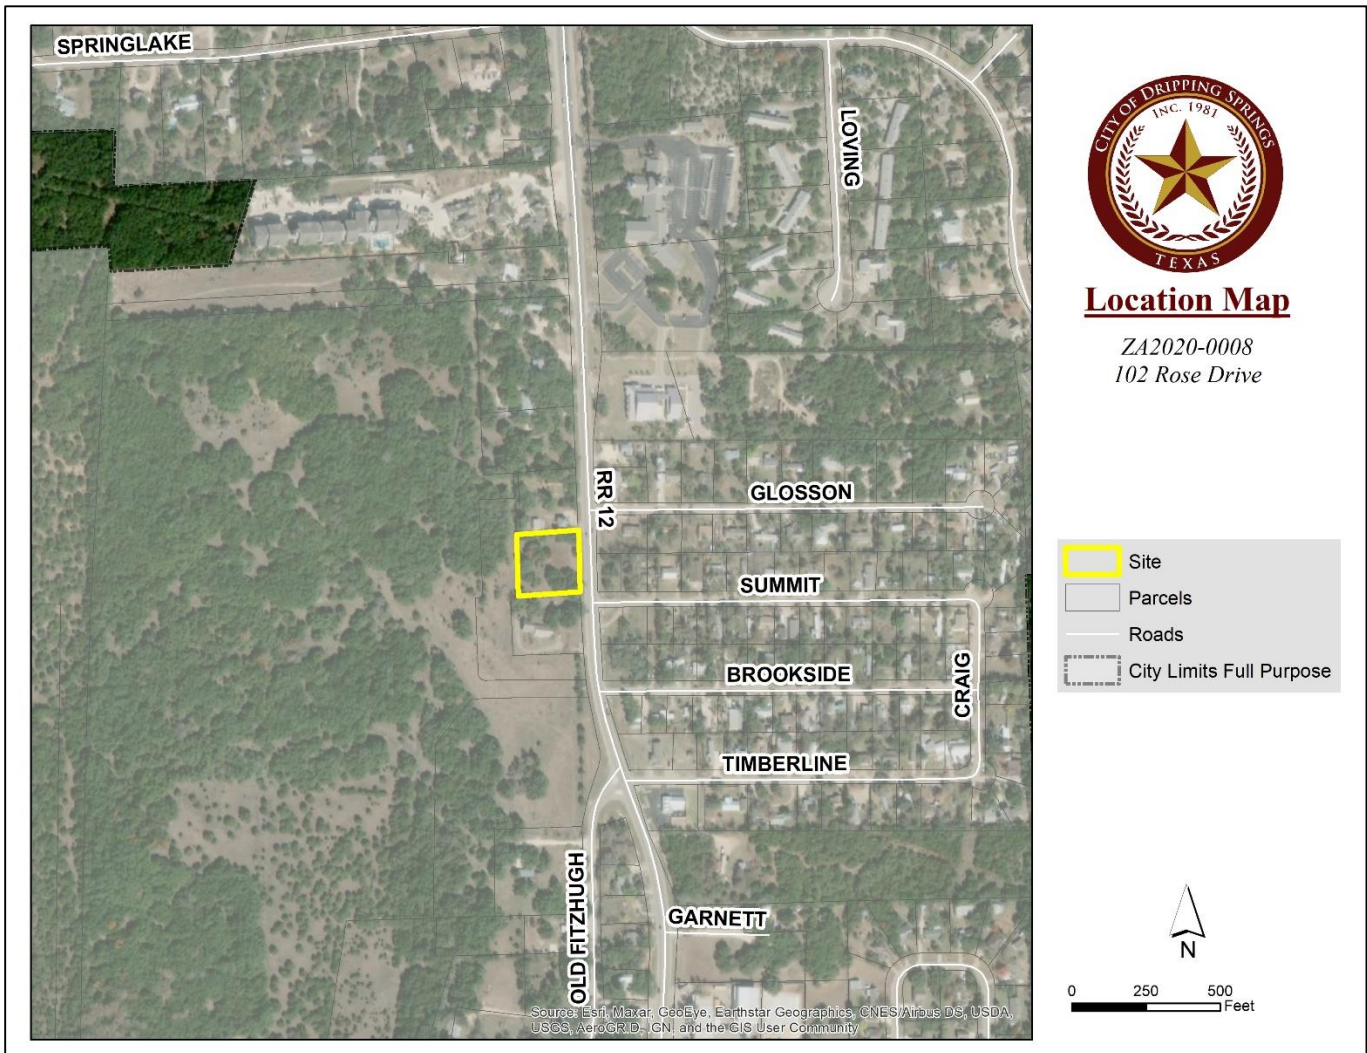 SPRINGLAKE
LOVING
RR 12
GLOSSON
SUMMIT
BROOKSIDE
CRAIG
TIMBERLINE
OLD FITZHUGH
GARNETT
Source: Esri, Maxar, GeoEye, Earthstar Geographics, CNES/Airbus DS, USDA,
USGS, AeroGRID, IGN, and the GIS User Community
CITY OF DRIPPING SPRINGS
INC. 1981
TEXAS
Location Map
ZA2020-0008
102 Rose Drive
Site
Parcels
Roads
City Limits Full Purpose
N
0 250 500
Feet